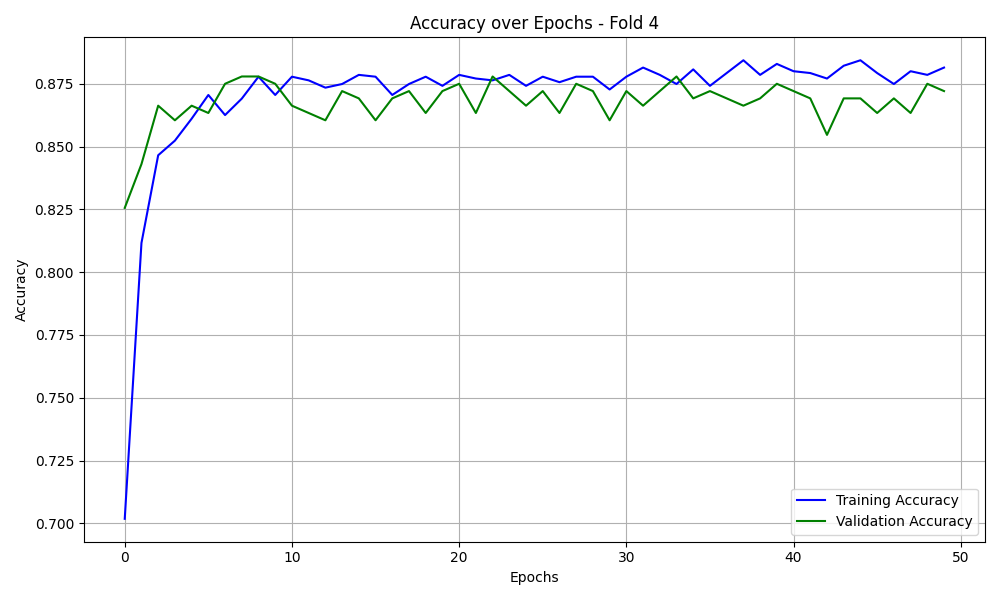 Accuracy over Epochs - Fold 4
Accuracy
0.875
0.850
0.825
0.800
0.775
0.750
0.725
0.700
0 10 20 30 40 50
Epochs
Training Accuracy
Validation Accuracy